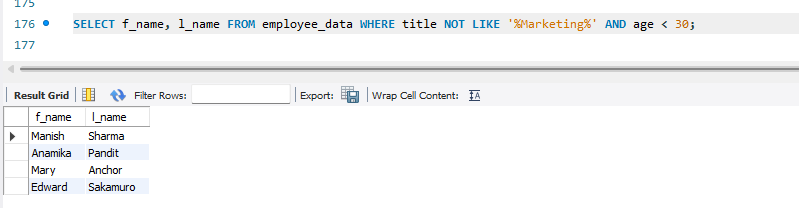 175
176 SELECT f_name, l_name FROM employee_data WHERE title NOT LIKE '%Marketing%' AND age < 30;
177
Result Grid Filter Rows: Export: Wrap Cell Content:
f_name l_name
Manish Sharma
Anamika Pandit
Mary Anchor
Edward Sakamuro